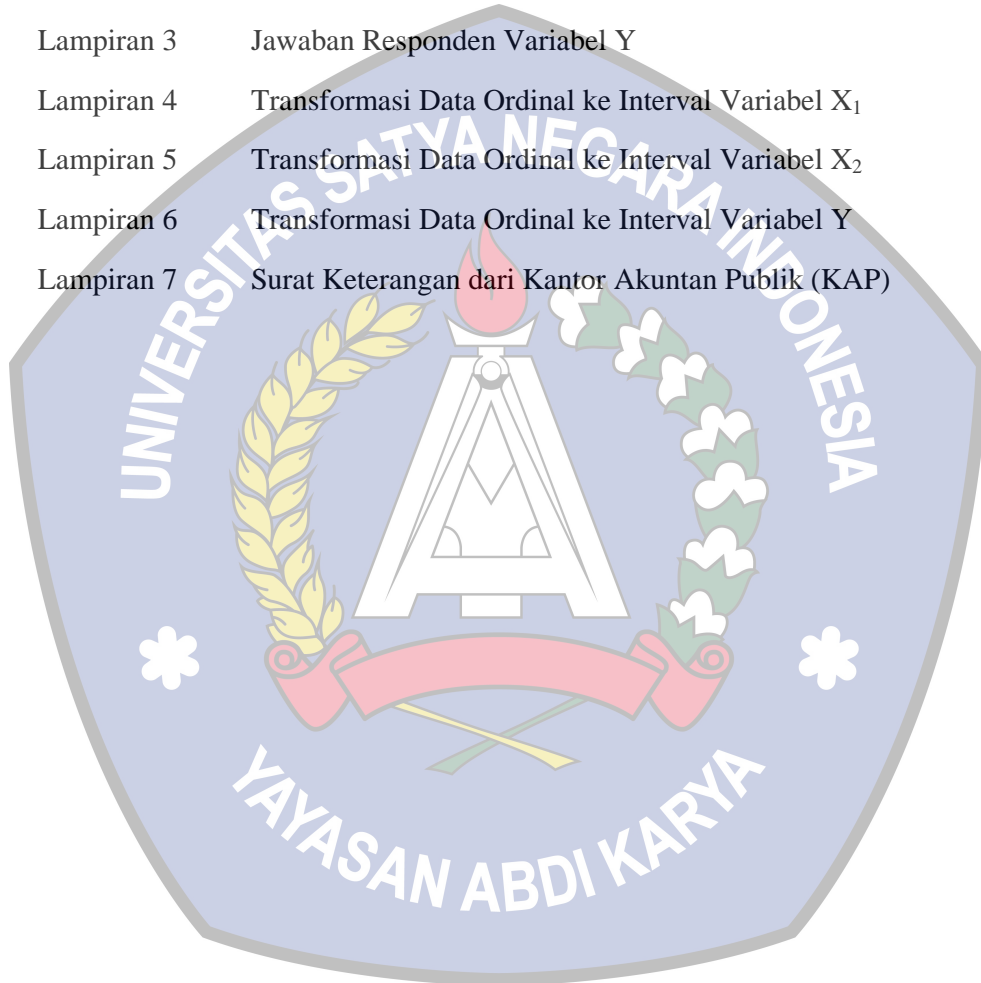 Lampiran 3 Jawaban Responden Variabel Y
Lampiran 4 Transformasi Data Ordinal ke Interval Variabel X₁
Lampiran 5 Transformasi Data Ordinal ke Interval Variabel X₂
Lampiran 6 Transformasi Data Ordinal ke Interval Variabel Y
Lampiran 7 Surat Keterangan dari Kantor Akuntan Publik (KAP)
UNIVERSITAS SATYA NEGARA INDONESIA
YAYASAN ABDI KARYA